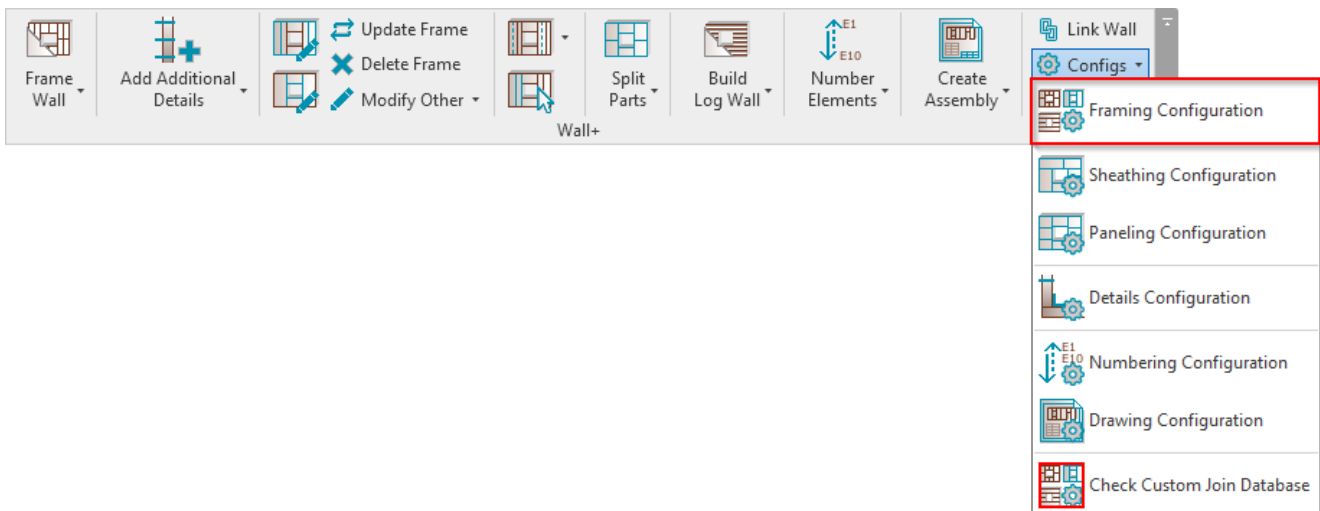 Frame
Wall
Add Additional
Details
Update Frame
Delete Frame
Modify Other
Split
Parts
Build
Log Wall
E1
E10
Number
Elements
Create
Assembly
Link Wall
Configs
Wall+
Framing Configuration
Sheathing Configuration
Paneling Configuration
Details Configuration
E1
E10
Numbering Configuration
Drawing Configuration
Check Custom Join Database